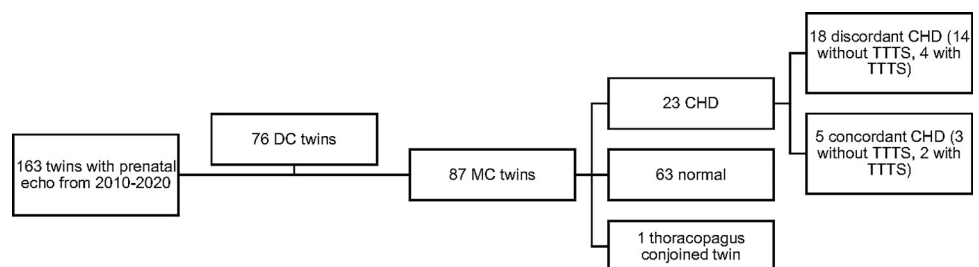 163 twins with prenatal
echo from 2010-2020
76 DC twins
87 MC twins
23 CHD
63 normal
1 thoracopagus
conjoined twin
18 discordant CHD (14
without TTTS, 4 with
TTTS)
5 concordant CHD (3
without TTTS, 2 with
TTTS)